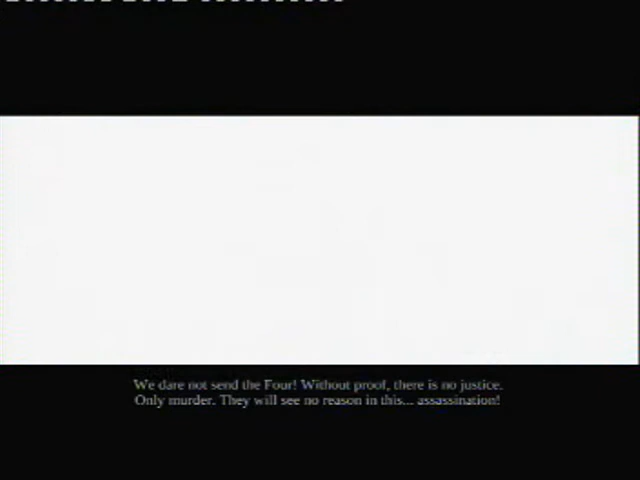 We dare not send the Four! Without proof, there is no justice.
Only murder. They will see no reason in this... assassination!